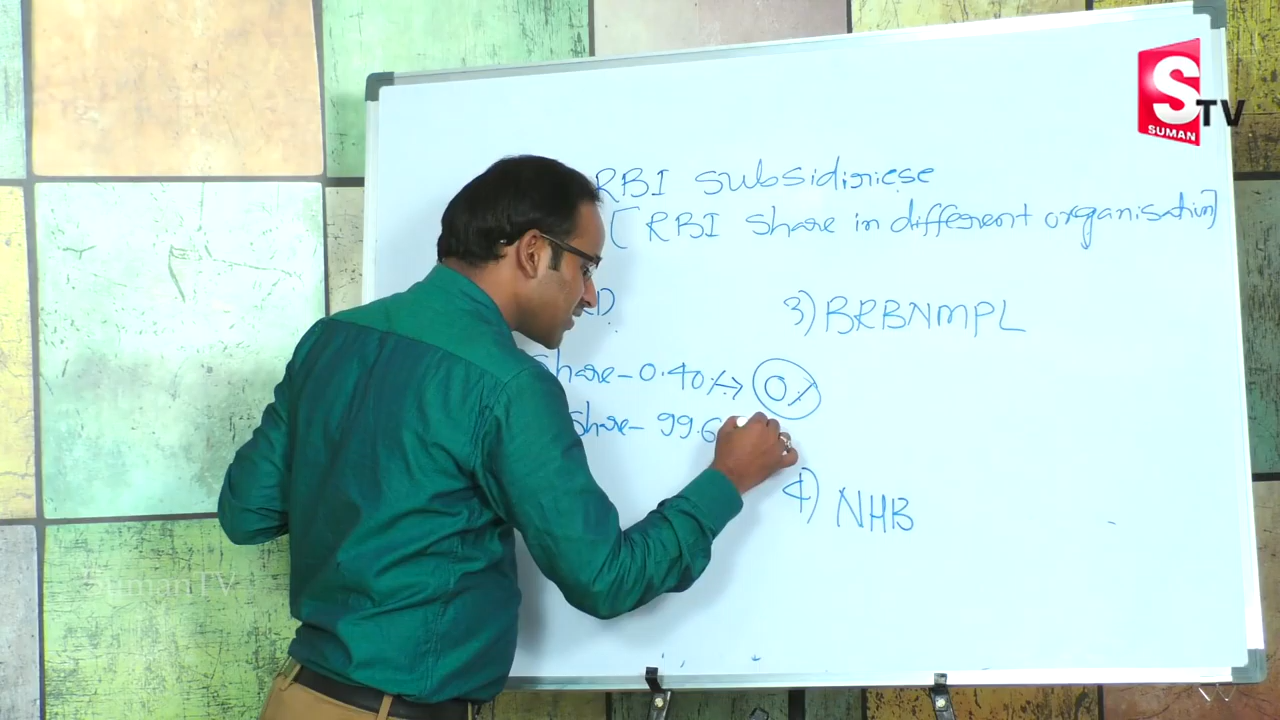 S TV
SUMAN
RBI subsidiriese
[RBI share in different organisation]
3) BRBNMPL
share - 0.40% → 0%
share - 99.6
4) NHB
SumanTV